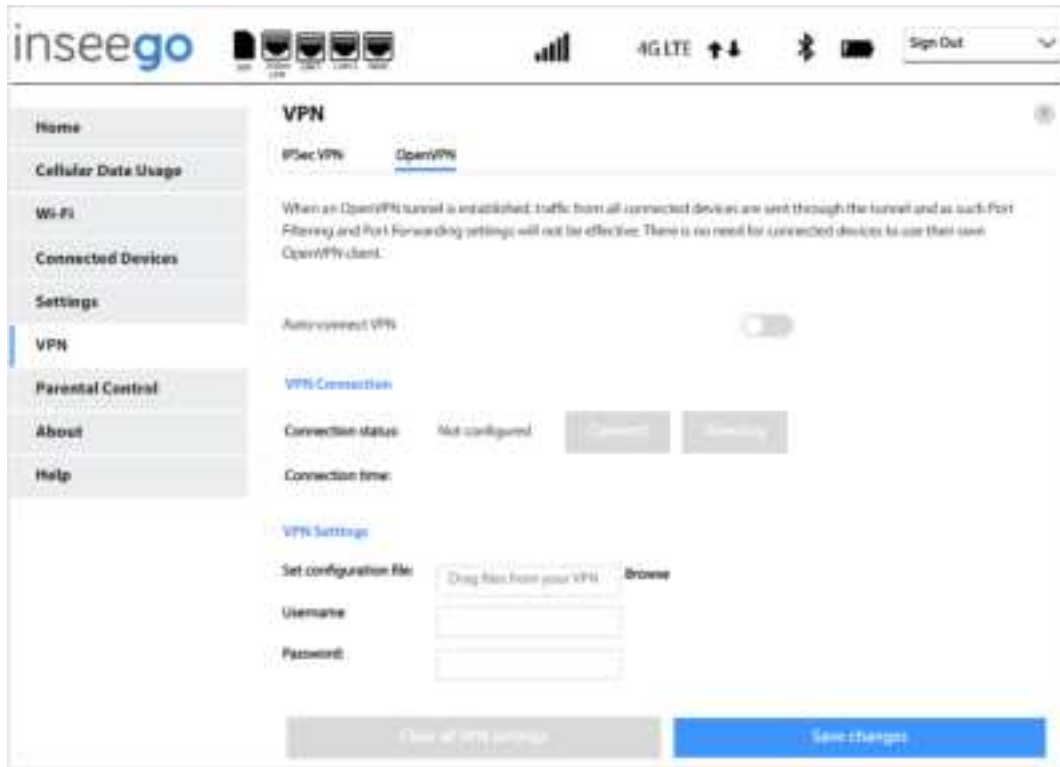 inseego
4G LTE
Sign Out
Home
Cellular Data Usage
Wi-Fi
Connected Devices
Settings
VPN
Parental Control
About
Help
VPN
IPSec VPN
OpenVPN
When an OpenVPN tunnel is established, traffic from all connected devices are sent through the tunnel and as such Port
Filtering and Port Forwarding settings will not be effective. There is no need for connected devices to use their own
OpenVPN client.
Auto-connect VPN
VPN Connection
Connection status: Not configured
Connection time:
VPN Settings
Set configuration file: Drag files from your VPN Browse
Username
Password:
Clear all VPN settings
Save changes